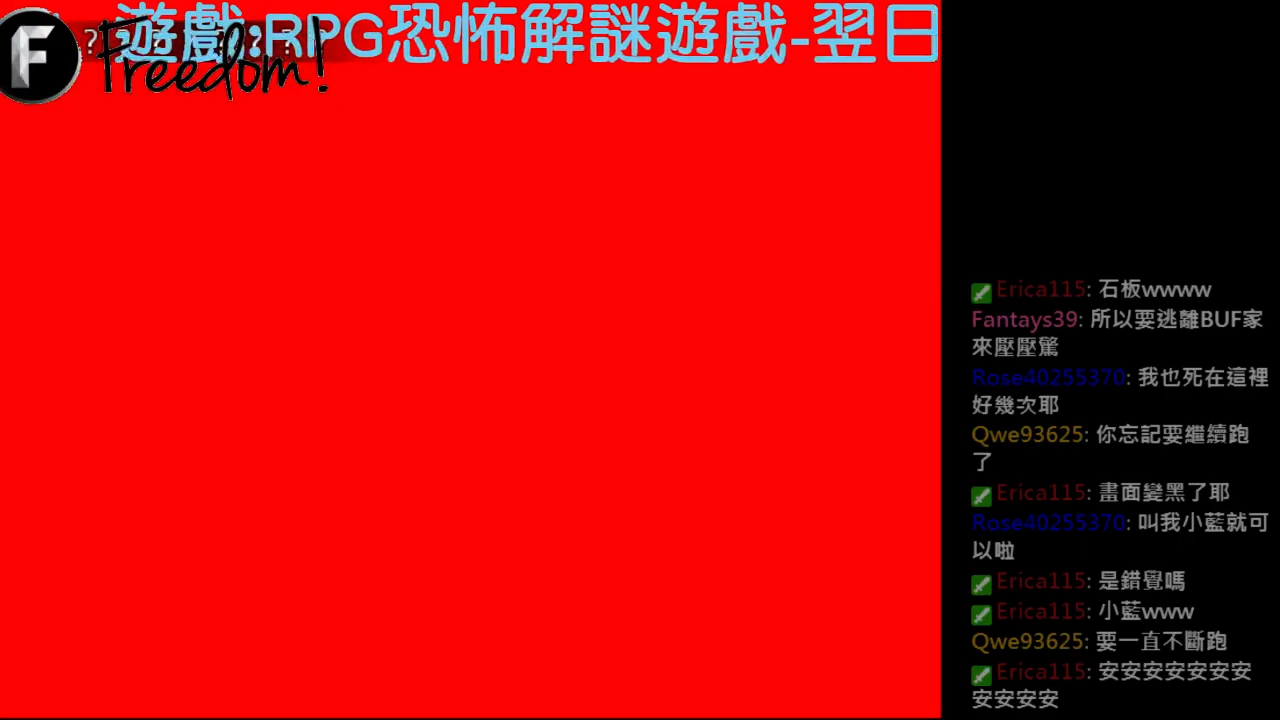 遊戲:RPG恐怖解謎遊戲-翌日
F Freedom!
Erica115: 石板wwww
Fantays39: 所以要逃離BUF家
來壓壓驚
Rose40255370: 我也死在這裡
好幾次耶
Qwe93625: 你忘記要繼續跑
了
Erica115: 畫面變黑了耶
Rose40255370: 叫我小藍就可
以啦
Erica115: 是錯覺嗎
Erica115: 小藍www
Qwe93625: 要一直不斷跑
Erica115: 安安安安安安安
安安安安